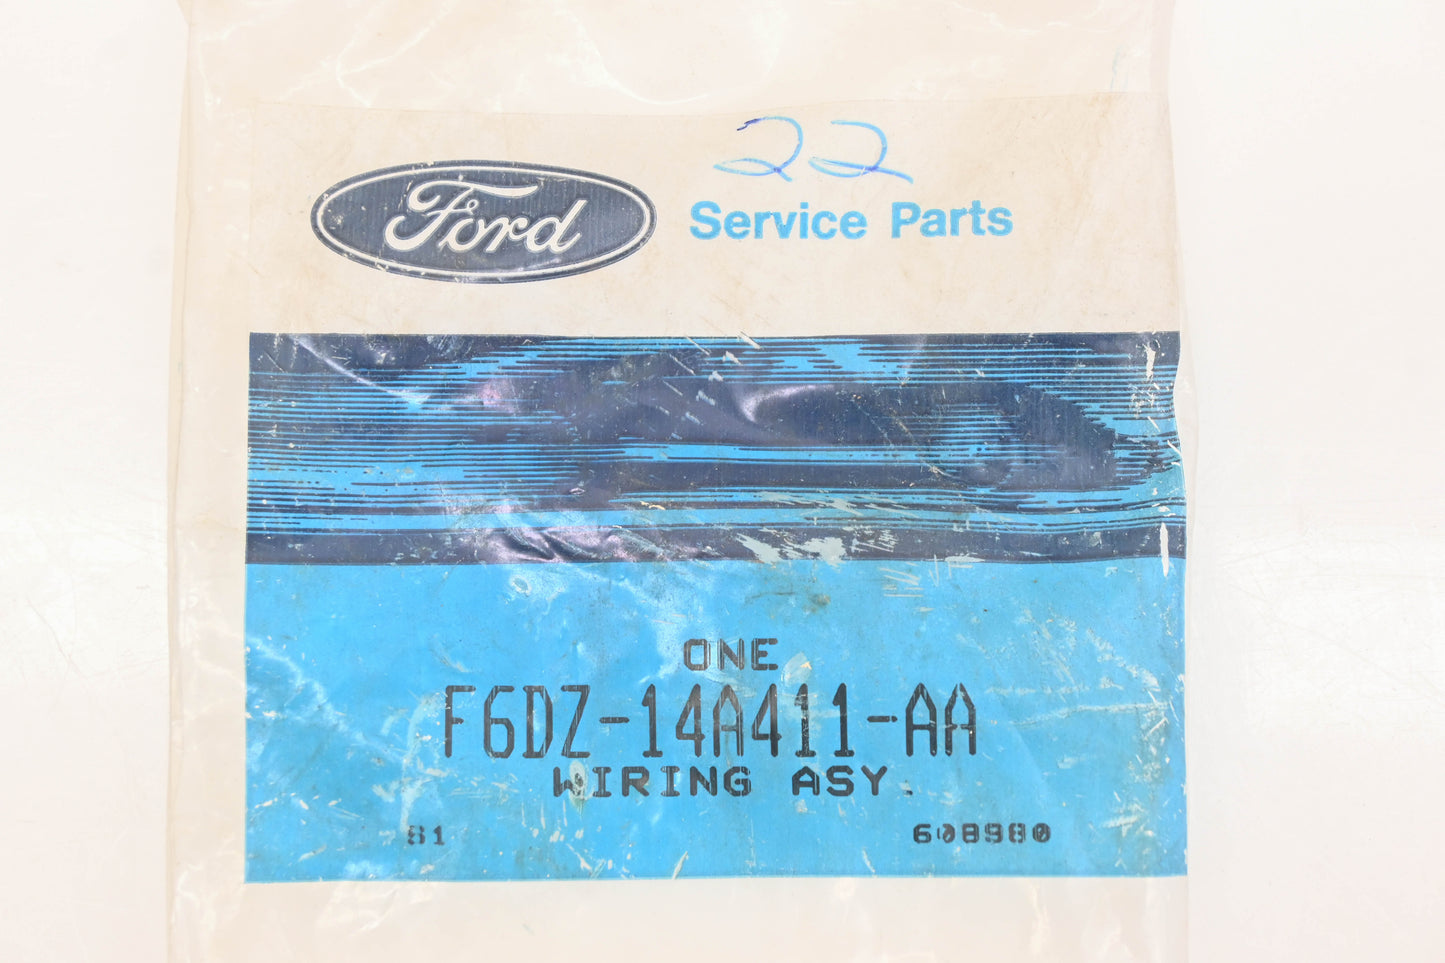 22
Ford
Service Parts
ONE
F6DZ-14A411-AA
WIRING ASY.
81 608980